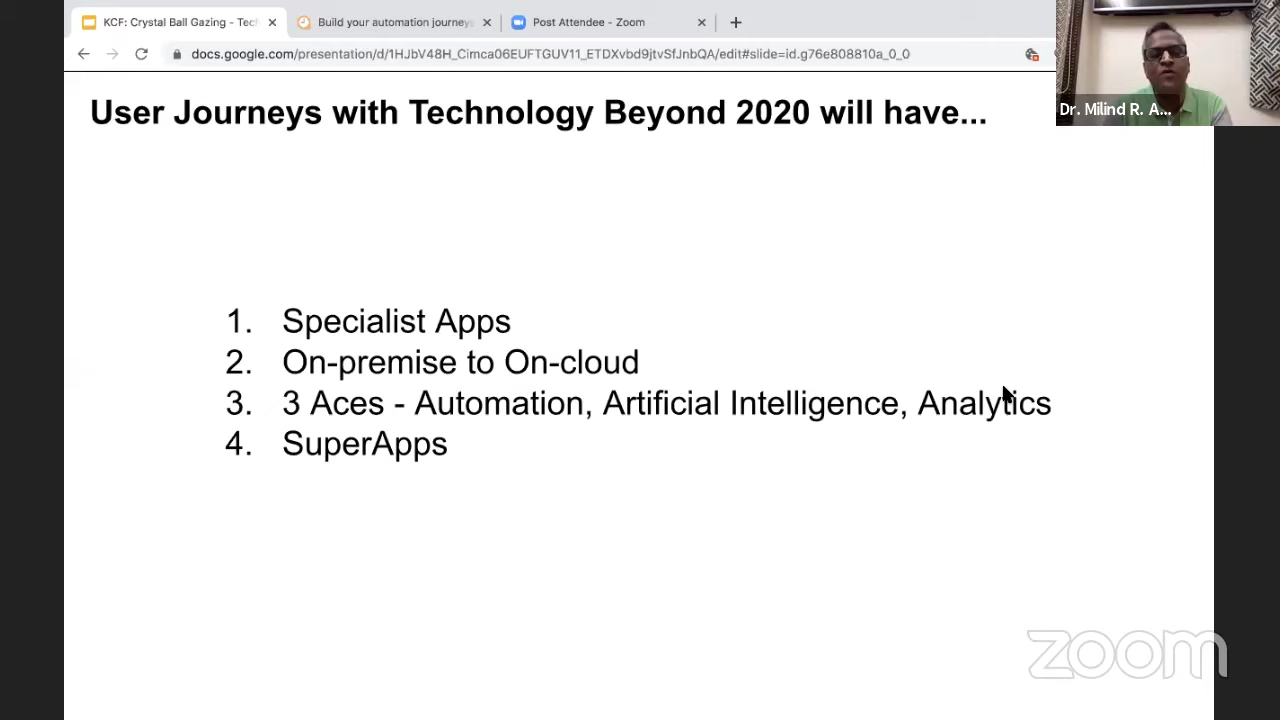 KCF: Crystal Ball Gazing - Tech
Build your automation journeys
Post Attendee - Zoom
docs.google.com/presentation/d/1HJbV48H_Cimca06EUFTGUV11_ETDXvbd9jtvSfJnbQA/edit#slide=id.g76e808810a_0_0
User Journeys with Technology Beyond 2020 will have...
Dr. Milind R. A...
1. Specialist Apps
2. On-premise to On-cloud
3. 3 Aces - Automation, Artificial Intelligence, Analytics
4. SuperApps
zoom